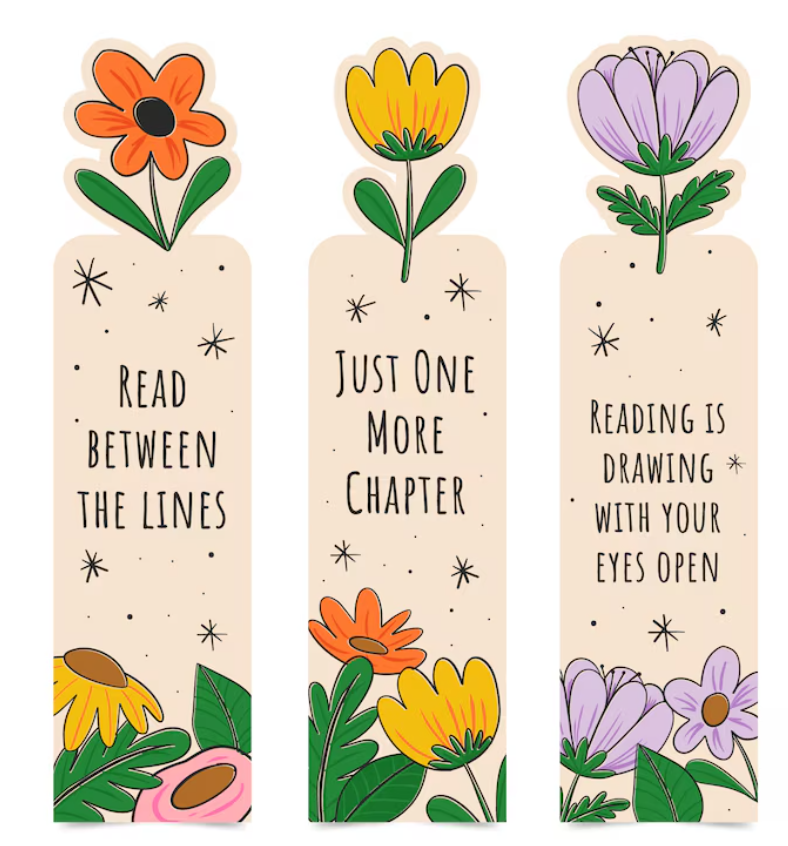 Read
between
the lines
Just One
More
Chapter
Reading is
drawing
with your
eyes open